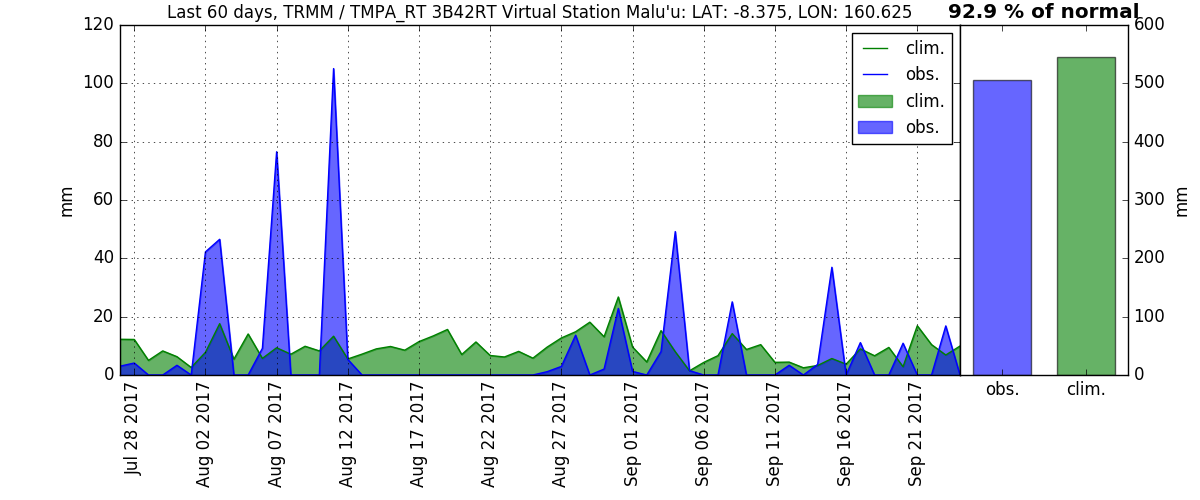 Last 60 days, TRMM / TMPA_RT 3B42RT Virtual Station Malu'u: LAT: -8.375, LON: 160.625
92.9 % of normal
120
100
80
60
40
20
0
mm
clim.
obs.
clim.
obs.
600
500
400
300
200
100
0
mm
Jul 28 2017
Aug 02 2017
Aug 07 2017
Aug 12 2017
Aug 17 2017
Aug 22 2017
Aug 27 2017
Sep 01 2017
Sep 06 2017
Sep 11 2017
Sep 16 2017
Sep 21 2017
obs.
clim.